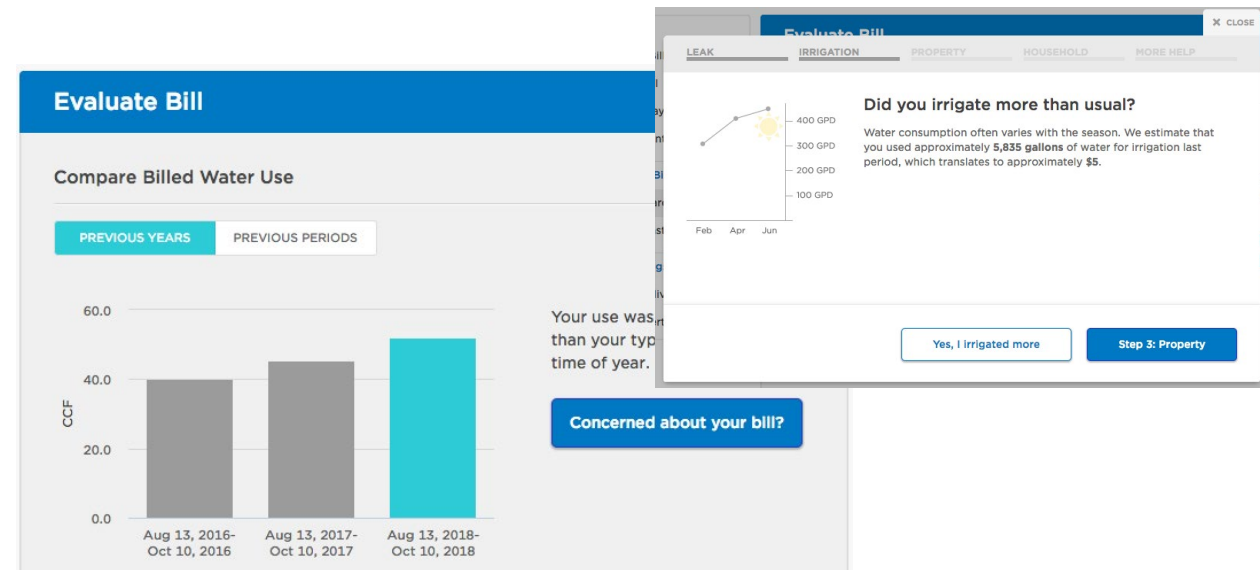 Evaluate Bill
Compare Billed Water Use
PREVIOUS YEARS
PREVIOUS PERIODS
60.0
40.0
20.0
0.0
CCF
Aug 13, 2016-
Oct 10, 2016
Aug 13, 2017-
Oct 10, 2017
Aug 13, 2018-
Oct 10, 2018
Your use was
than your typ
time of year.
Concerned about your bill?
Evaluate Bill
CLOSE
LEAK
IRRIGATION
PROPERTY
HOUSEHOLD
MORE HELP
400 GPD
300 GPD
200 GPD
100 GPD
Feb
Apr
Jun
Did you irrigate more than usual?
Water consumption often varies with the season. We estimate that
you used approximately 5,835 gallons of water for irrigation last
period, which translates to approximately $5.
Yes, I irrigated more
Step 3: Property